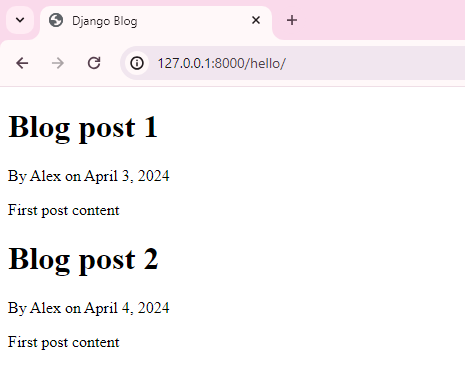 Django Blog
127.0.0.1:8000/hello/
Blog post 1
By Alex on April 3, 2024
First post content
Blog post 2
By Alex on April 4, 2024
First post content